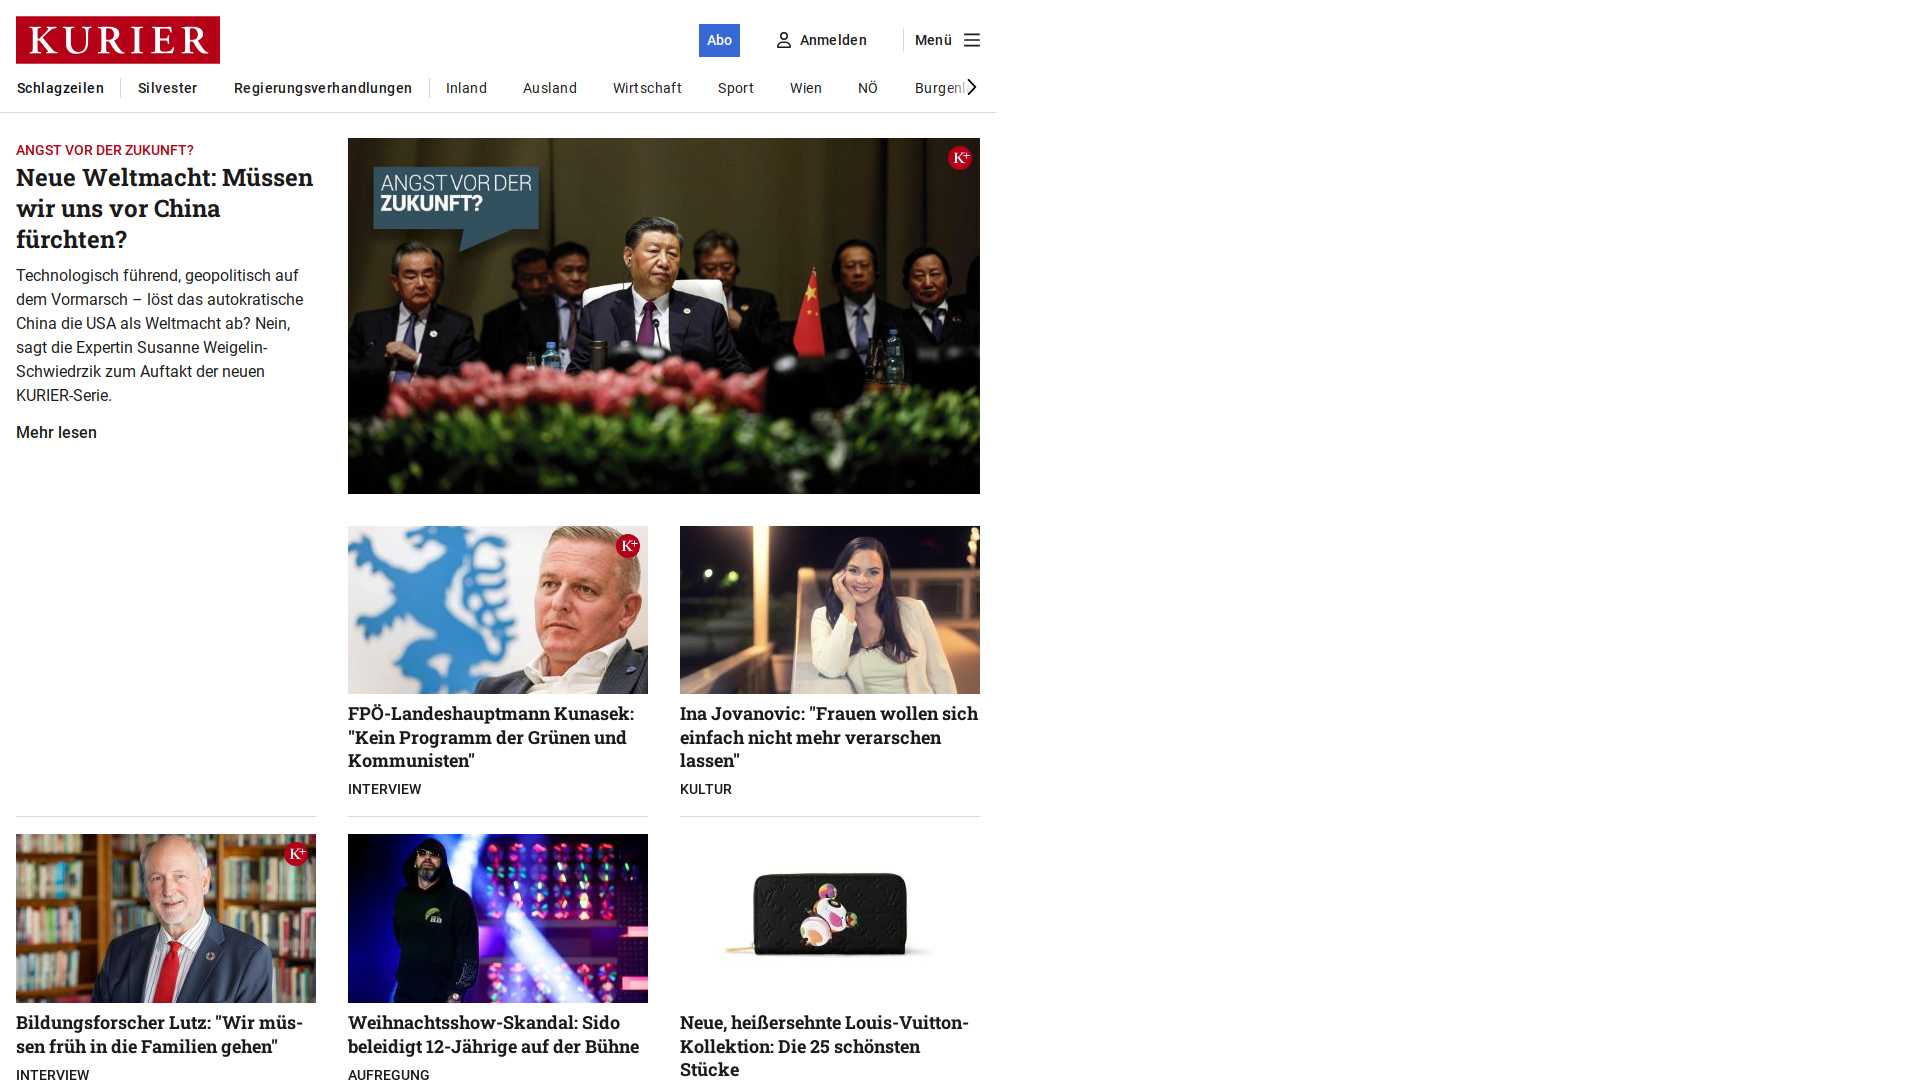 KURIER
Abo
Anmelden
Menü
Schlagzeilen
Silvester
Regierungsverhandlungen
Inland
Ausland
Wirtschaft
Sport
Wien
NÖ
ANGST VOR DER ZUKUNFT?
Neue Weltmacht: Müssen
wir uns vor China
fürchten?
Technologisch führend, geopolitisch auf
dem Vormarsch – löst das autokratische
China die USA als Weltmacht ab? Nein,
sagt die Expertin Susanne Weigelin-
Schwiedrzik zum Auftakt der neuen
KURIER-Serie.
Mehr lesen
ANGST VOR DER
ZUKUNFT?
K+
K+
FPÖ-Landeshauptmann Kunasek:
"Kein Programm der Grünen und
Kommunisten"
INTERVIEW
Ina Jovanovic: "Frauen wollen sich
einfach nicht mehr verarschen
lassen"
KULTUR
K+
Bildungsforscher Lutz: "Wir müs-
sen früh in die Familien gehen"
INTERVIEW
Weihnachtsshow-Skandal: Sido
beleidigt 12-Jährige auf der Bühne
AUFREGUNG
Neue, heißersehnte Louis-Vuitton-
Kollektion: Die 25 schönsten
Stücke